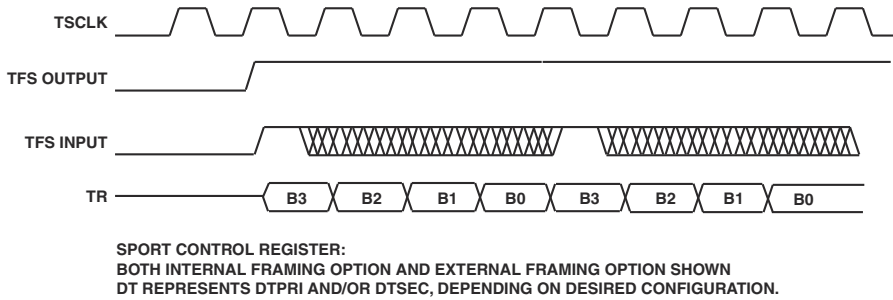 TSCLK
TFS OUTPUT
TFS INPUT
TR B3 B2 B1 B0 B3 B2 B1 B0
SPORT CONTROL REGISTER:
BOTH INTERNAL FRAMING OPTION AND EXTERNAL FRAMING OPTION SHOWN
DT REPRESENTS DTPRI AND/OR DTSEC, DEPENDING ON DESIRED CONFIGURATION.